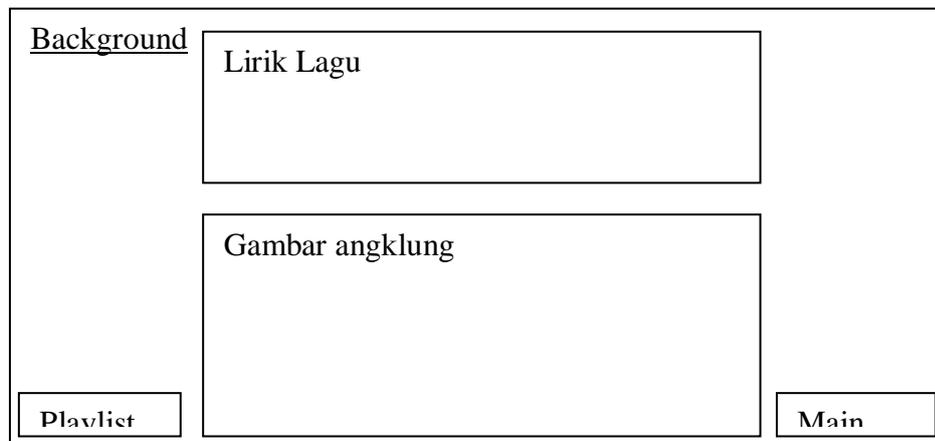 Background
Lirik Lagu
Gambar angklung
Playlist
Main